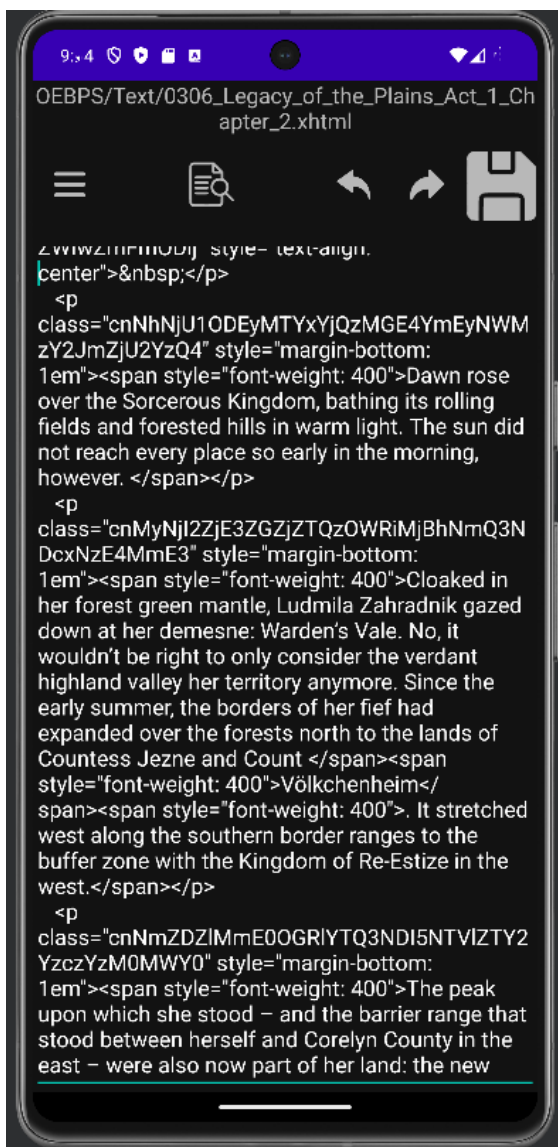 OEBPS/Text/0306_Legacy_of_the_Plains_Act_1_Ch
apter_2.xhtml
style="text-align:
center">&nbsp;</p>
<p
class="cnNhNjU1ODEyMTYxYjQzMGE4YmEyNWM
zY2JmZjU2YzQ4" style="margin-bottom:
1em"><span style="font-weight: 400">Dawn rose
over the Sorcerous Kingdom, bathing its rolling
fields and forested hills in warm light. The sun did
not reach every place so early in the morning,
however. </span></p>
<p
class="cnMyNjI2ZjE3ZGZjZTQzOWRiMjBhNmQ3N
DcxNzE4MmE3" style="margin-bottom:
1em"><span style="font-weight: 400">Cloaked in
her forest green mantle, Ludmila Zahradnik gazed
down at her demesne: Warden’s Vale. No, it
wouldn’t be right to only consider the verdant
highland valley her territory anymore. Since the
early summer, the borders of her fief had
expanded over the forests north to the lands of
Countess Jezne and Count </span><span
style="font-weight: 400">Völkchenheim</
span><span style="font-weight: 400">. It stretched
west along the southern border ranges to the
buffer zone with the Kingdom of Re-Estize in the
west.</span></p>
<p
class="cnNmZDZlMmE0OGRlYTQ3NDI5NTVlZTY2
YzczYzM0MWY0" style="margin-bottom:
1em"><span style="font-weight: 400">The peak
upon which she stood – and the barrier range that
stood between herself and Corelyn County in the
east – were also now part of her land: the new